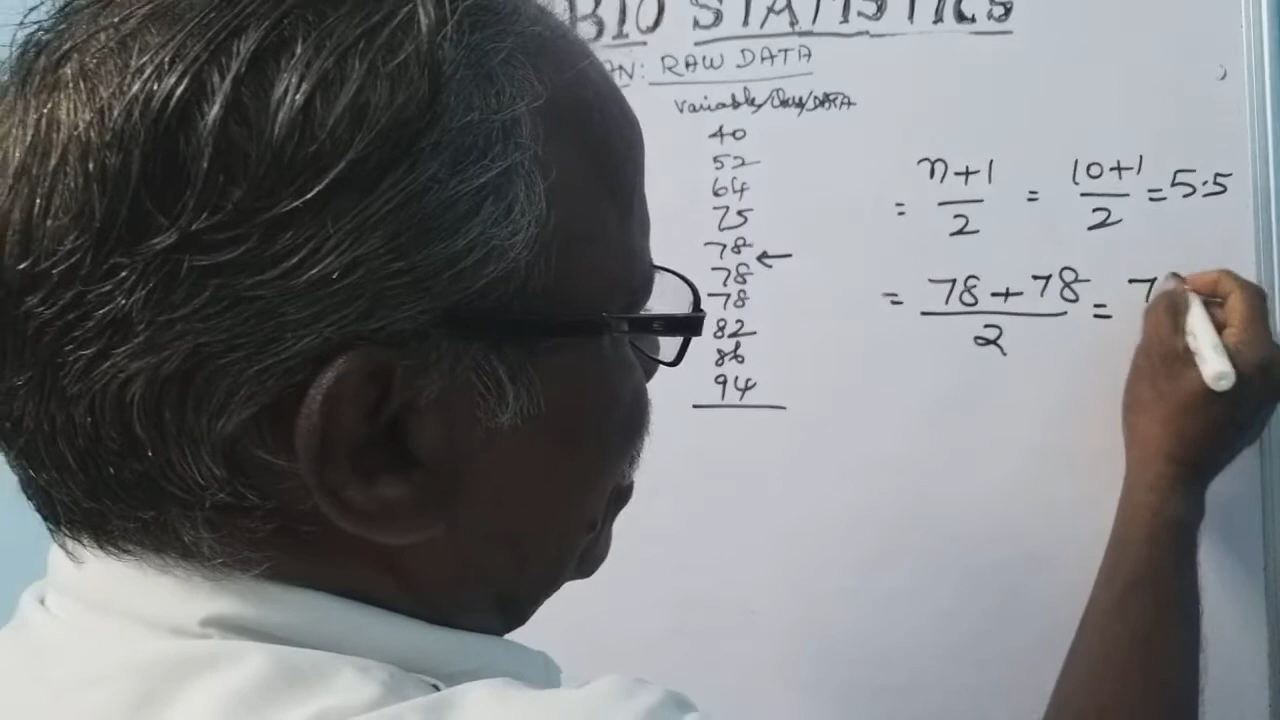 BIO STATISTICS
AN: RAW DATA
Variable/ /DATA
40
52
64
75
78 ←
78
78
82
86
94
= n+1/2 = 10+1/2 = 5.5
= 78+78/2 = 7